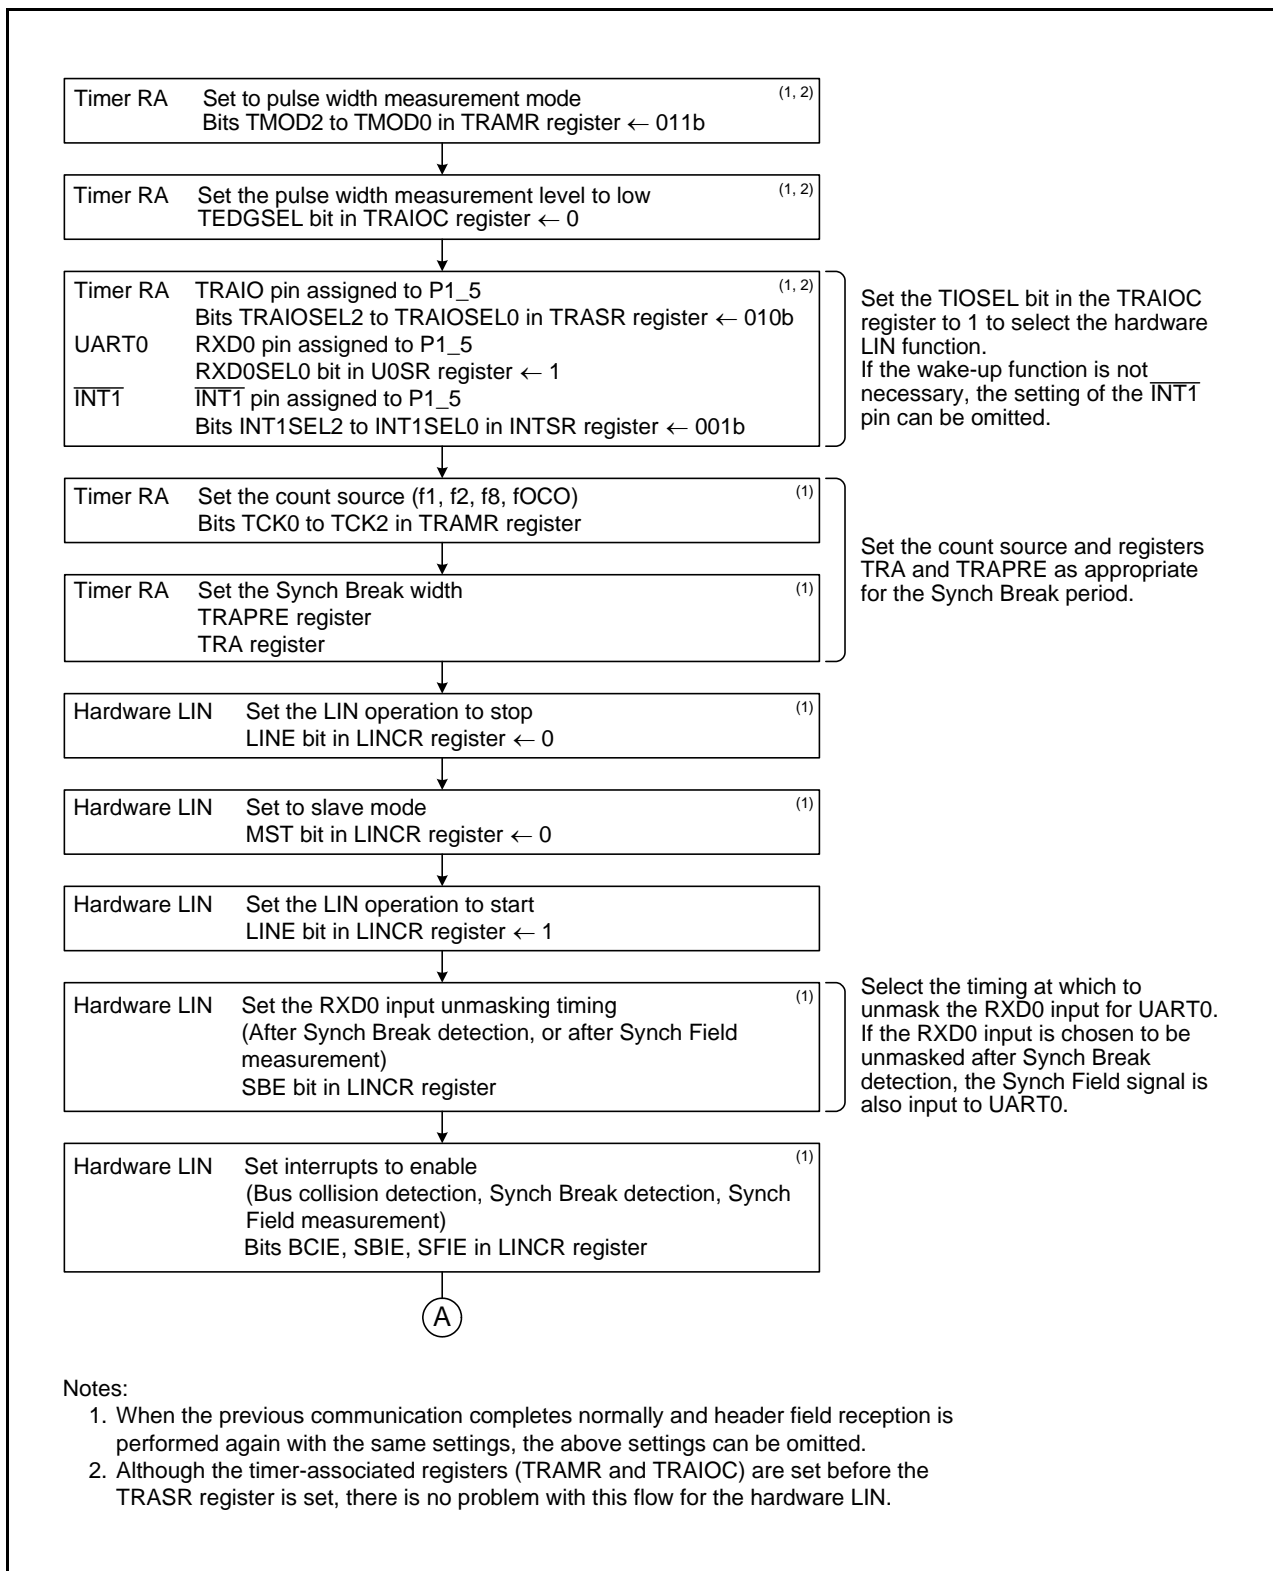 Timer RA Set to pulse width measurement mode (1, 2)
Bits TMOD2 to TMOD0 in TRAMR register ← 011b
Timer RA Set the pulse width measurement level to low (1, 2)
TEDGSEL bit in TRAIOC register ← 0
Timer RA TRAIO pin assigned to P1_5 (1, 2)
Bits TRAIOSEL2 to TRAIOSEL0 in TRASR register ← 010b
UART0 RXD0 pin assigned to P1_5
RXD0SEL0 bit in U0SR register ← 1
INT1 INT1 pin assigned to P1_5
Bits INT1SEL2 to INT1SEL0 in INTSR register ← 001b
Set the TIOSEL bit in the TRAIOC
register to 1 to select the hardware
LIN function.
If the wake-up function is not
necessary, the setting of the INT1
pin can be omitted.
Timer RA Set the count source (f1, f2, f8, fOCO) (1)
Bits TCK0 to TCK2 in TRAMR register
Timer RA Set the Synch Break width (1)
TRAPRE register
TRA register
Set the count source and registers
TRA and TRAPRE as appropriate
for the Synch Break period.
Hardware LIN Set the LIN operation to stop (1)
LINE bit in LINCR register ← 0
Hardware LIN Set to slave mode (1)
MST bit in LINCR register ← 0
Hardware LIN Set the LIN operation to start
LINE bit in LINCR register ← 1
Hardware LIN Set the RXD0 input unmasking timing (1)
(After Synch Break detection, or after Synch Field
measurement)
SBE bit in LINCR register
Select the timing at which to
unmask the RXD0 input for UART0.
If the RXD0 input is chosen to be
unmasked after Synch Break
detection, the Synch Field signal is
also input to UART0.
Hardware LIN Set interrupts to enable (1)
(Bus collision detection, Synch Break detection, Synch
Field measurement)
Bits BCIE, SBIE, SFIE in LINCR register
A
Notes:
1. When the previous communication completes normally and header field reception is
performed again with the same settings, the above settings can be omitted.
2. Although the timer-associated registers (TRAMR and TRAIOC) are set before the
TRASR register is set, there is no problem with this flow for the hardware LIN.